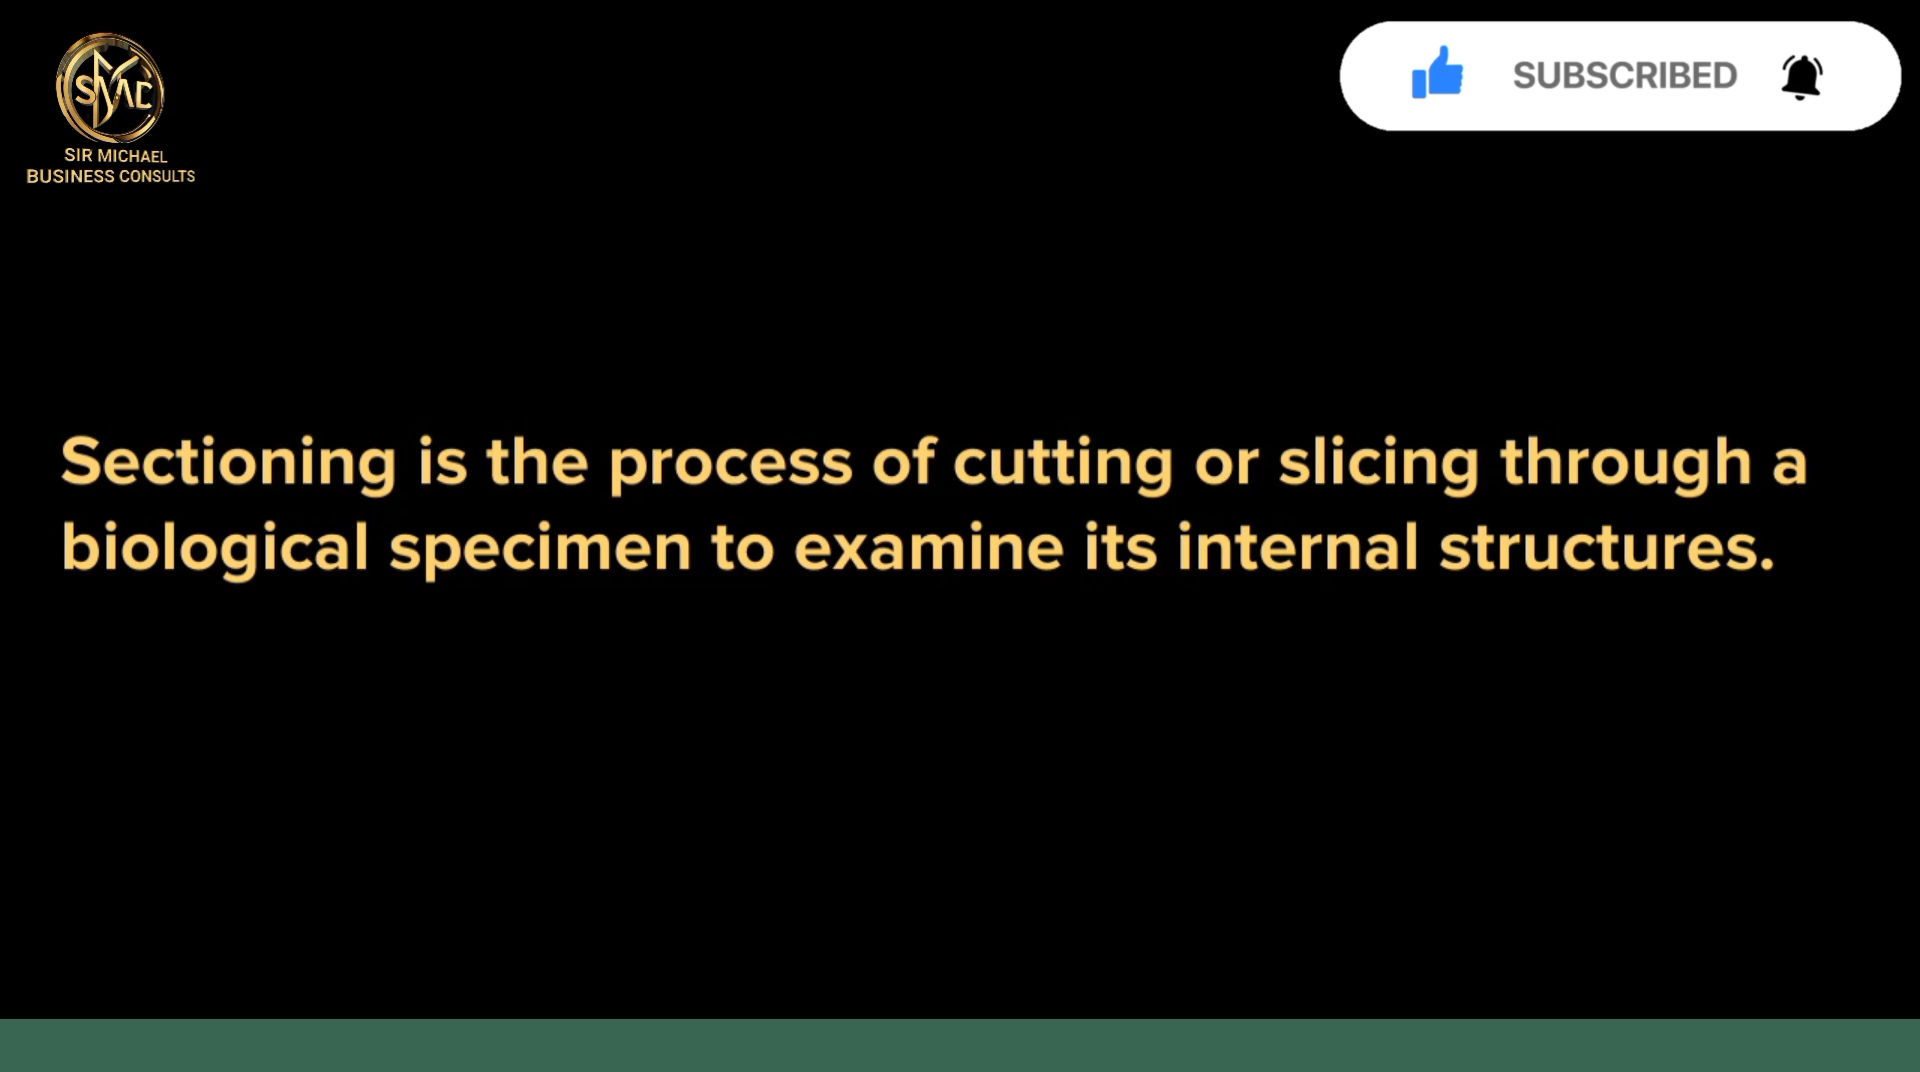 SMC
SIR MICHAEL
BUSINESS CONSULTS
SUBSCRIBED
Sectioning is the process of cutting or slicing through a
biological specimen to examine its internal structures.